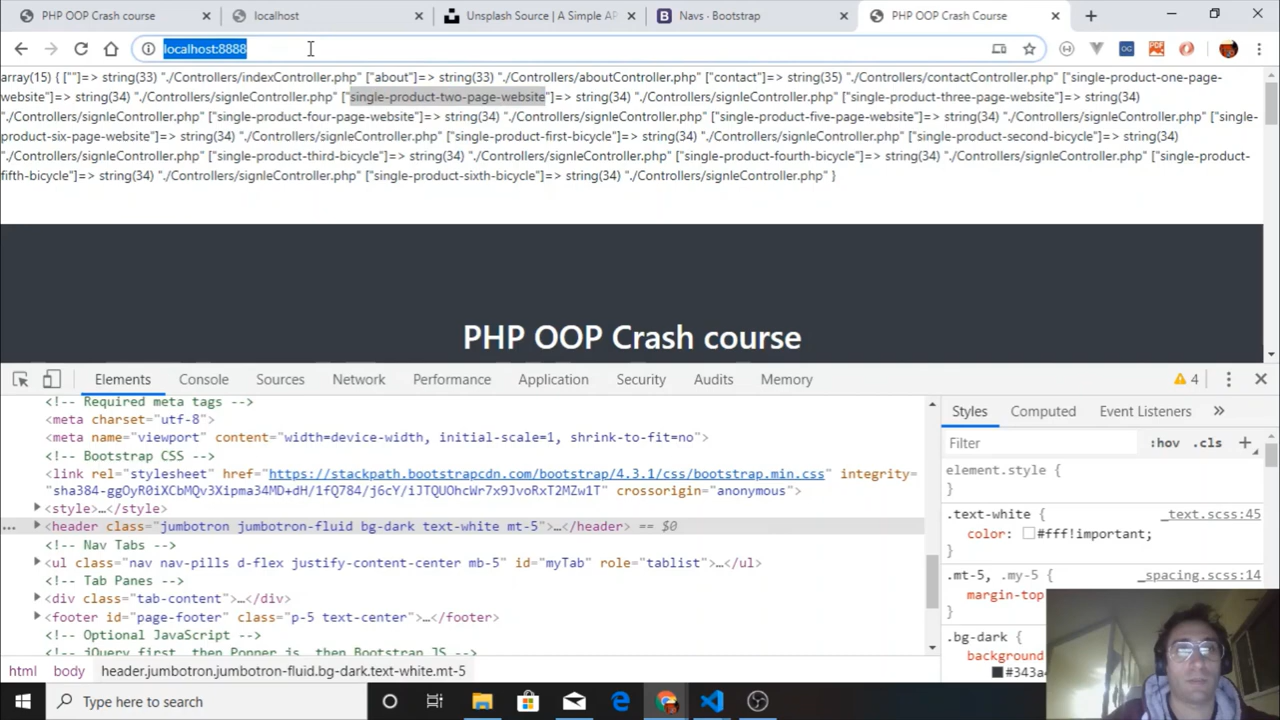 PHP OOP Crash course
localhost
Unsplash Source | A Simple AP
Navs · Bootstrap
PHP OOP Crash Course
localhost:8888
array(15) { [""]=> string(33) "./Controllers/indexController.php" ["about"]=> string(33) "./Controllers/aboutController.php" ["contact"]=> string(35) "./Controllers/contactController.php" ["single-product-one-page-
website"]=> string(34) "./Controllers/signleController.php" ["single-product-two-page-website"]=> string(34) "./Controllers/signleController.php" ["single-product-three-page-website"]=> string(34)
"./Controllers/signleController.php" ["single-product-four-page-website"]=> string(34) "./Controllers/signleController.php" ["single-product-five-page-website"]=> string(34) "./Controllers/signleController.php" ["single-
product-six-page-website"]=> string(34) "./Controllers/signleController.php" ["single-product-first-bicycle"]=> string(34) "./Controllers/signleController.php" ["single-product-second-bicycle"]=> string(34)
"./Controllers/signleController.php" ["single-product-third-bicycle"]=> string(34) "./Controllers/signleController.php" ["single-product-fourth-bicycle"]=> string(34) "./Controllers/signleController.php" ["single-product-
fifth-bicycle"]=> string(34) "./Controllers/signleController.php" ["single-product-sixth-bicycle"]=> string(34) "./Controllers/signleController.php" }
PHP OOP Crash course
Elements Console Sources Network Performance Application Security Audits Memory 4
<!-- Required meta tags -->
<meta charset="utf-8">
<meta name="viewport" content="width=device-width, initial-scale=1, shrink-to-fit=no">
<!-- Bootstrap CSS -->
<link rel="stylesheet" href="https://stackpath.bootstrapcdn.com/bootstrap/4.3.1/css/bootstrap.min.css" integrity=
"sha384-ggOyR0iXCbMQv3Xipma34MD+dH/1fQ784/j6cY/iJTQUOhcWr7x9JvoRxT2MZw1T" crossorigin="anonymous">
<style>…</style>
<header class="jumbotron jumbotron-fluid bg-dark text-white mt-5">…</header> == $0
<!-- Nav Tabs -->
<ul class="nav nav-pills d-flex justify-content-center mb-5" id="myTab" role="tablist">…</ul>
<!-- Tab Panes -->
<div class="tab-content">…</div>
<footer id="page-footer" class="p-5 text-center">…</footer>
<!-- Optional JavaScript -->
<!-- jQuery first, then Popper.js, then Bootstrap JS -->
html body header.jumbotron.jumbotron-fluid.bg-dark.text-white.mt-5
Styles Computed Event Listeners »
Filter :hov .cls +
element.style {
}
.text-white { _text.scss:45
color: #fff!important;
}
.mt-5, .my-5 { _spacing.scss:14
margin-top
}
.bg-dark {
background
#343a4
Type here to search